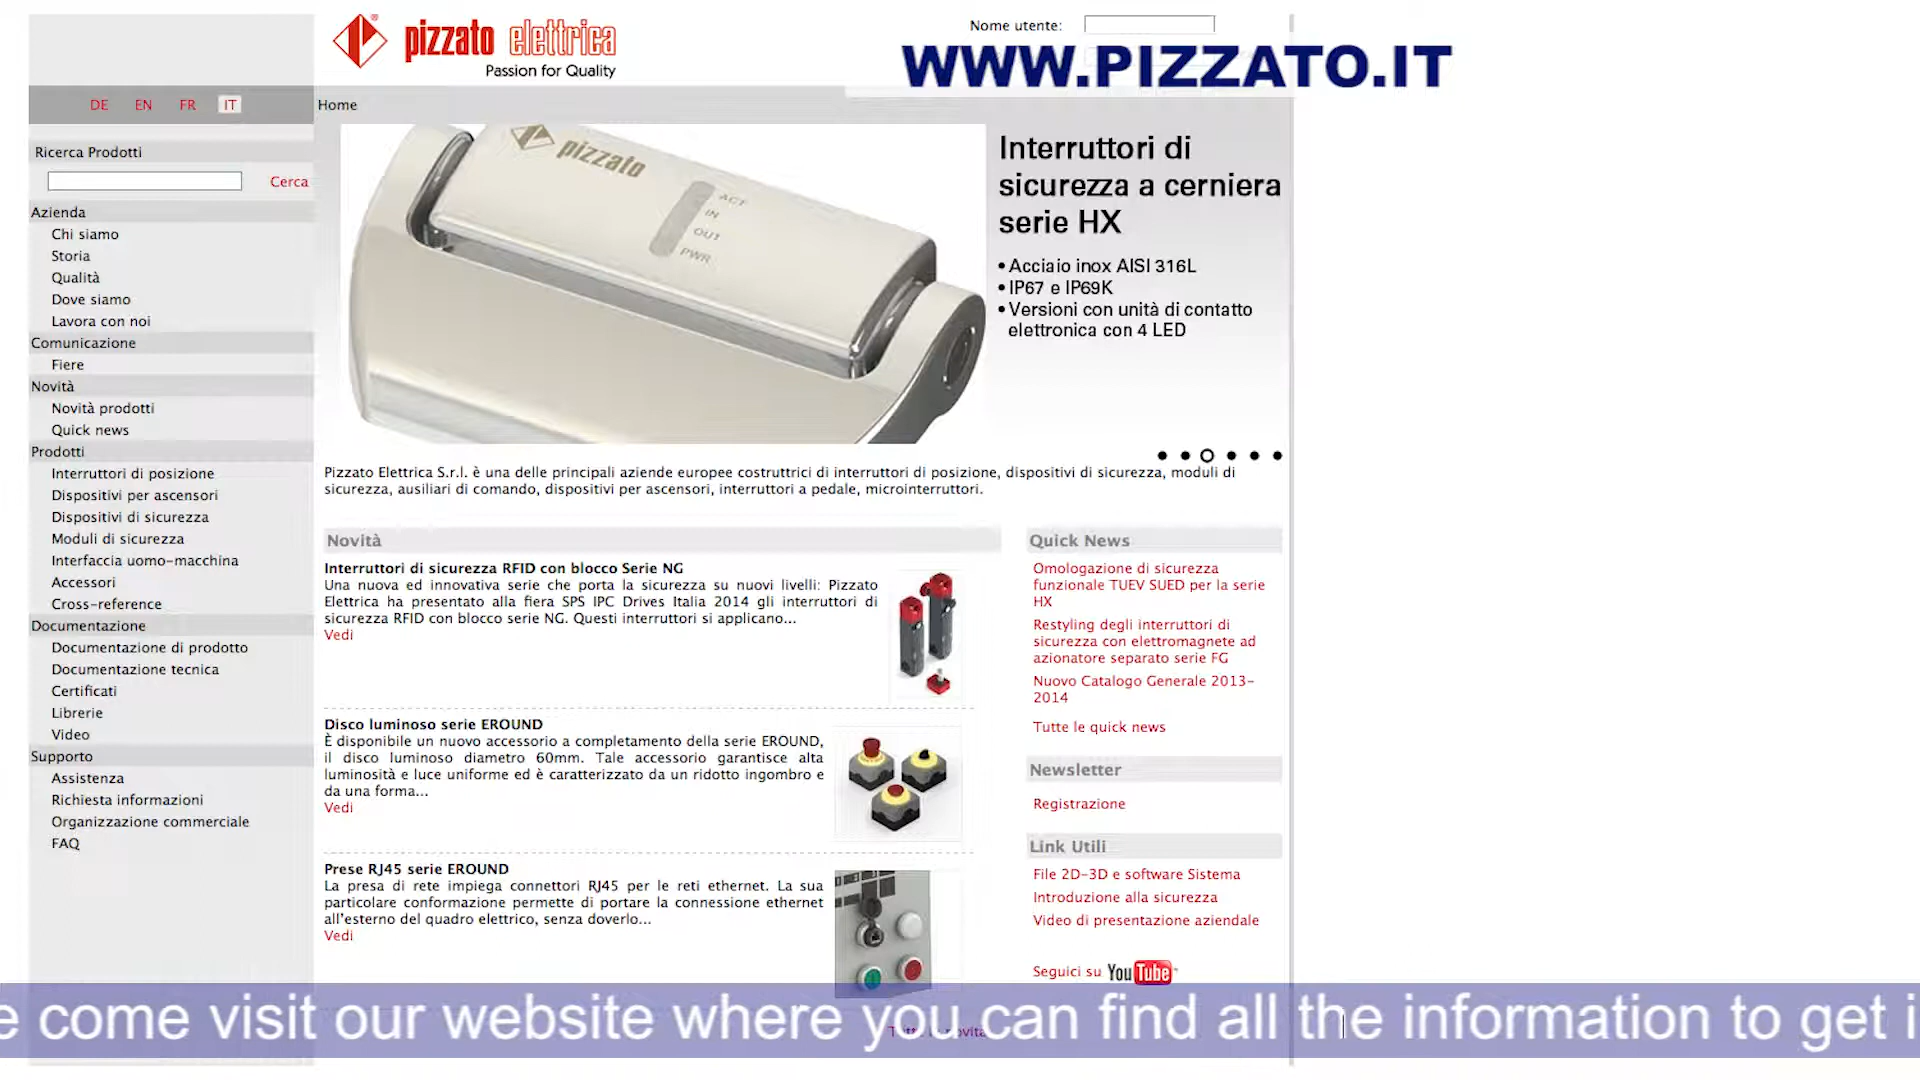 pizzato elettrica
Passion for Quality
Nome utente:
WWW.PIZZATO.IT
DE EN FR IT
Home
Ricerca Prodotti
Cerca
Azienda
Chi siamo
Storia
Qualità
Dove siamo
Lavora con noi
Comunicazione
Fiere
Novità
Novità prodotti
Quick news
Prodotti
Interruttori di posizione
Dispositivi per ascensori
Dispositivi di sicurezza
Moduli di sicurezza
Interfaccia uomo-macchina
Accessori
Cross-reference
Documentazione
Documentazione di prodotto
Documentazione tecnica
Certificati
Librerie
Video
Supporto
Assistenza
Richiesta informazioni
Organizzazione commerciale
FAQ
pizzato
ACT
IN
OUT
PWR
Interruttori di
sicurezza a cerniera
serie HX
• Acciaio inox AISI 316L
• IP67 e IP69K
• Versioni con unità di contatto
elettronica con 4 LED
Pizzato Elettrica S.r.l. è una delle principali aziende europee costruttrici di interruttori di posizione, dispositivi di sicurezza, moduli di
sicurezza, ausiliari di comando, dispositivi per ascensori, interruttori a pedale, microinterruttori.
Novità
Interruttori di sicurezza RFID con blocco Serie NG
Una nuova ed innovativa serie che porta la sicurezza su nuovi livelli: Pizzato
Elettrica ha presentato alla fiera SPS IPC Drives Italia 2014 gli interruttori di
sicurezza RFID con blocco serie NG. Questi interruttori si applicano...
Vedi
Disco luminoso serie EROUND
È disponibile un nuovo accessorio a completamento della serie EROUND,
il disco luminoso diametro 60mm. Tale accessorio garantisce alta
luminosità e luce uniforme ed è caratterizzato da un ridotto ingombro e
da una forma...
Vedi
Prese RJ45 serie EROUND
La presa di rete impiega connettori RJ45 per le reti ethernet. La sua
particolare conformazione permette di portare la connessione ethernet
all'esterno del quadro elettrico, senza doverlo...
Vedi
Quick News
Omologazione di sicurezza
funzionale TUEV SUED per la serie
HX
Restyling degli interruttori di
sicurezza con elettromagnete ad
azionatore separato serie FG
Nuovo Catalogo Generale 2013-
2014
Tutte le quick news
Newsletter
Registrazione
Link Utili
File 2D-3D e software Sistema
Introduzione alla sicurezza
Video di presentazione aziendale
Seguici su YouTube
e come visit our website where you can find all the information to get i